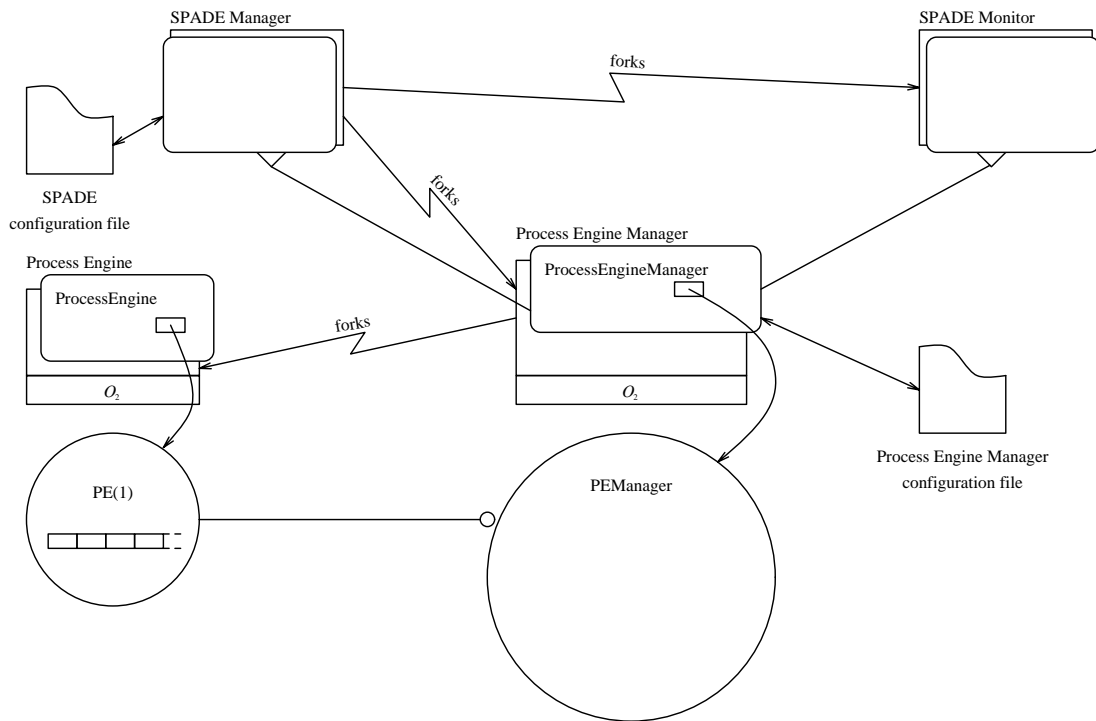 SPADE Manager
SPADE Monitor
forks
SPADE
configuration file
forks
Process Engine Manager
ProcessEngineManager
Process Engine
ProcessEngine
forks
O₂
O₂
Process Engine Manager
configuration file
PE(1)
PEManager